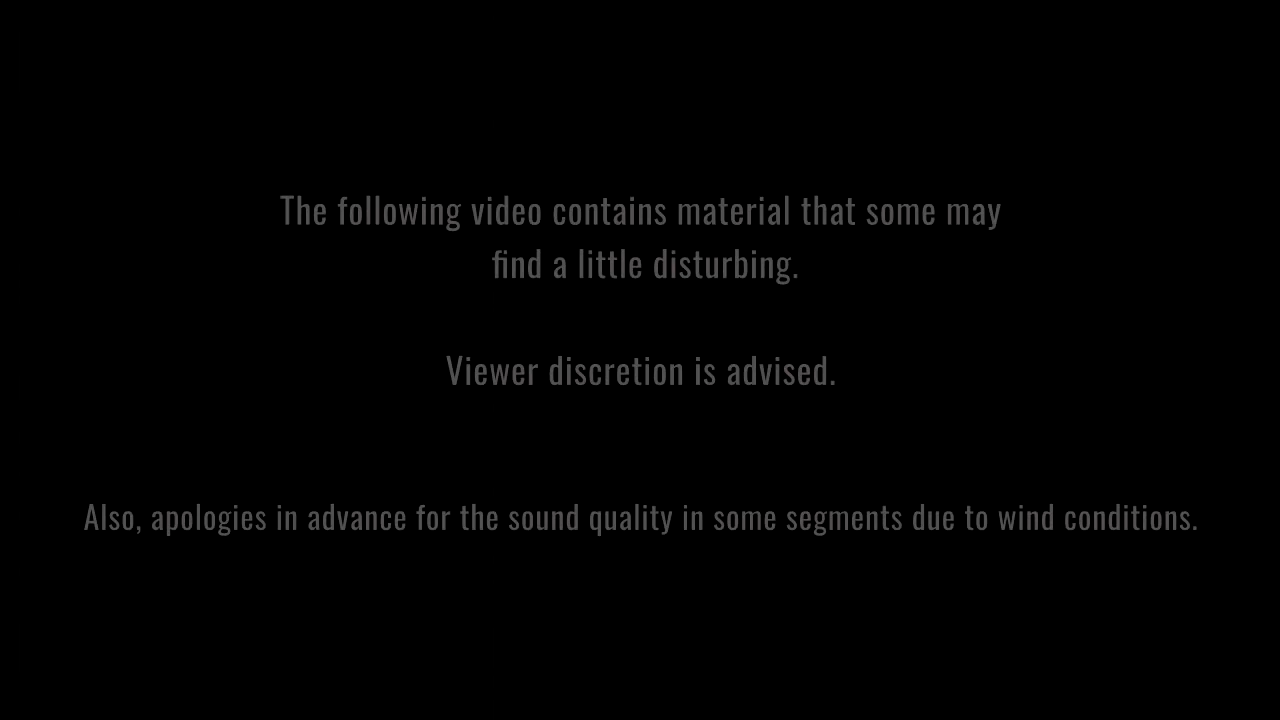 The following video contains material that some may
find a little disturbing.
Viewer discretion is advised.
Also, apologies in advance for the sound quality in some segments due to wind conditions.